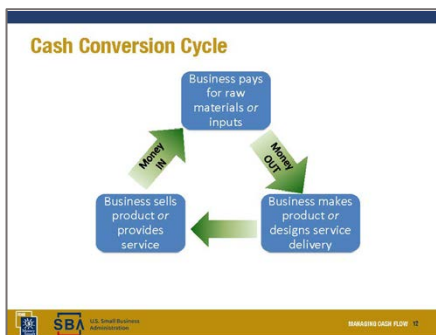 Cash Conversion Cycle
Business pays
for raw
materials or
inputs
Money
IN
Money
OUT
Business sells
product or
provides
service
Business makes
product or
designs service
delivery
SBA
U.S. Small Business
Administration
MANAGING CASH FLOW 12